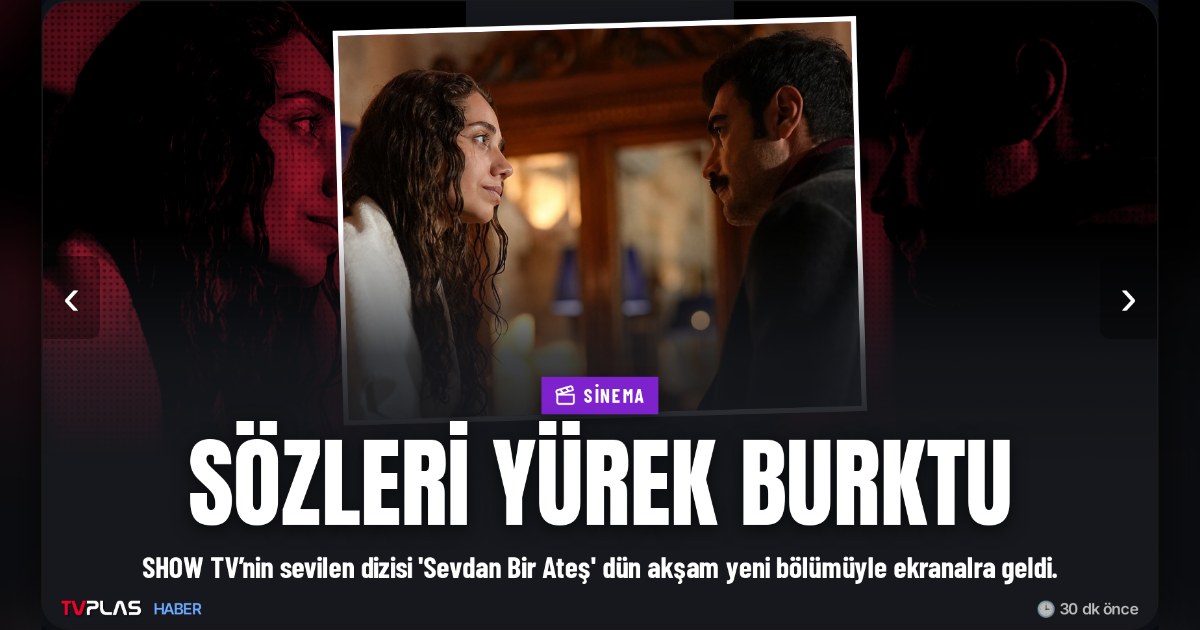 SİNEMA
SÖZLERİ YÜREK BURKTU
SHOW TV’nin sevilen dizisi 'Sevdan Bir Ateş' dün akşam yeni bölümüyle ekranalra geldi.
TVPLAS HABER
30 dk önce